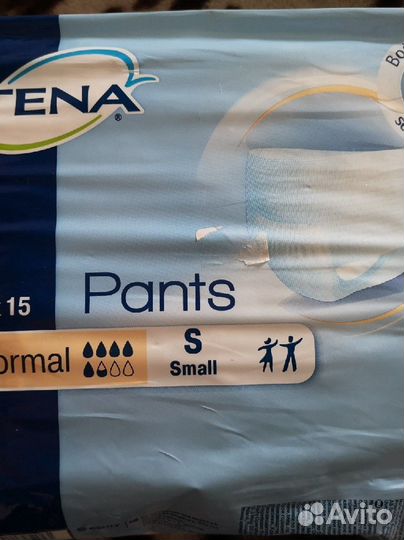 TENA
®
Pants
15
ormal
S
Small
Avito